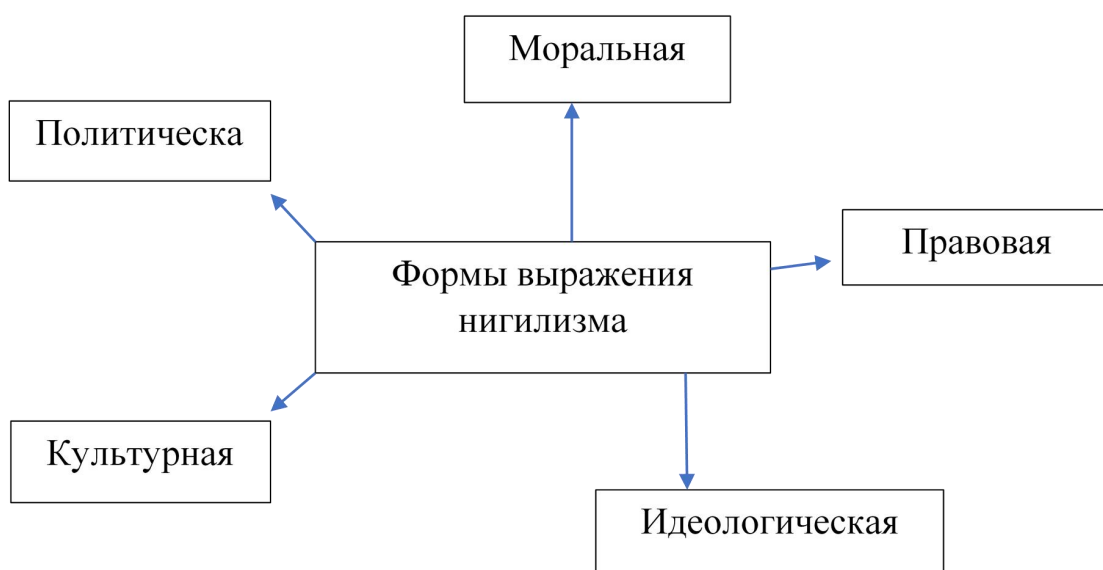 Моральная
Политическа
Правовая
Формы выражения
нигилизма
Культурная
Идеологическая